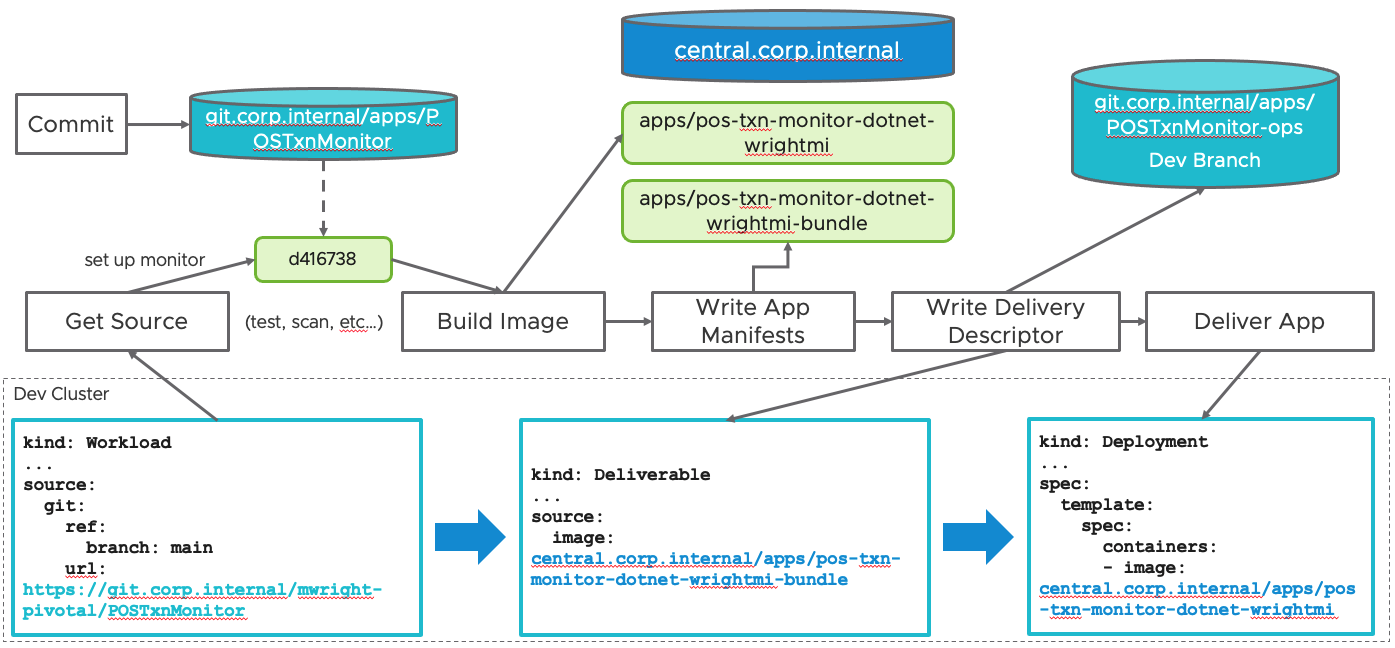 central.corp.internal
Commit
git.corp.internal/apps/P
OSTxnMonitor
apps/pos-txn-monitor-dotnet-
wrightmi
apps/pos-txn-monitor-dotnet-
wrightmi-bundle
git.corp.internal/apps/
POSTxnMonitor-ops
Dev Branch
set up monitor
d416738
Get Source
(test, scan, etc...)
Build Image
Write App
Manifests
Write Delivery
Descriptor
Deliver App
Dev Cluster
kind: Workload
...
source:
  git:
    ref:
      branch: main
    url:
https://git.corp.internal/mwright-
pivotal/POSTxnMonitor
kind: Deliverable
...
source:
  image:
central.corp.internal/apps/pos-txn-
monitor-dotnet-wrightmi-bundle
kind: Deployment
...
spec:
  template:
    spec:
      containers:
      - image:
central.corp.internal/apps/pos
-txn-monitor-dotnet-wrightmi